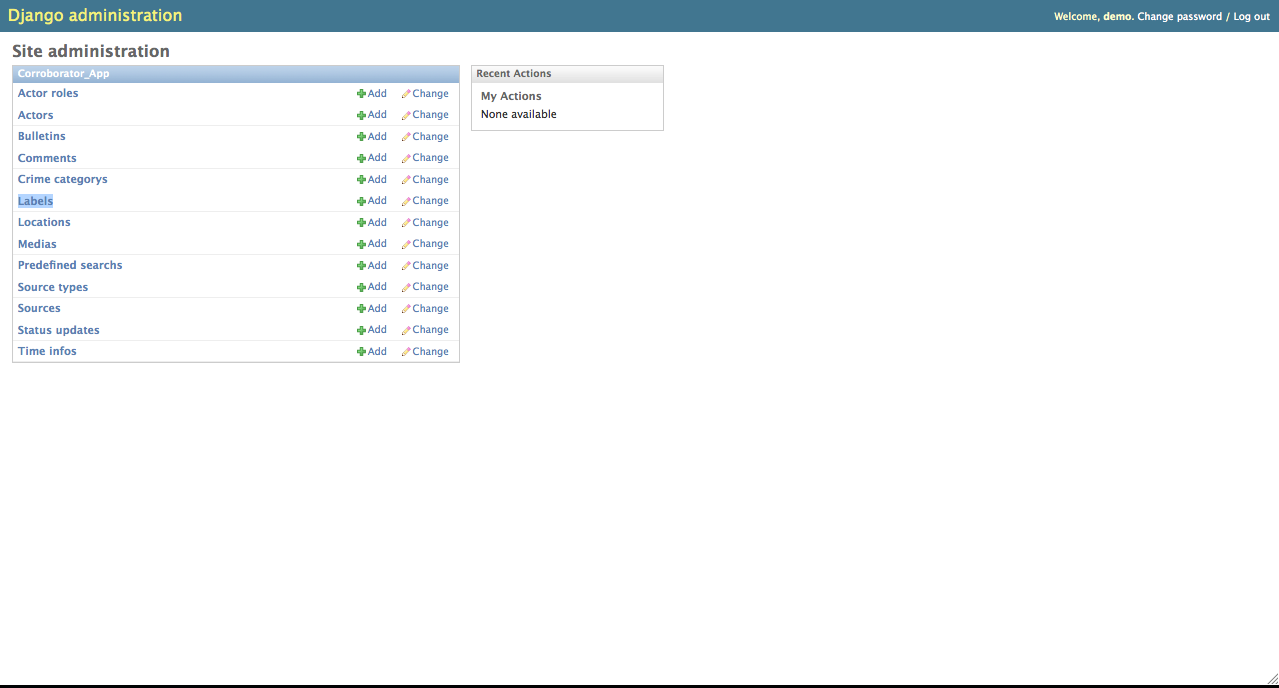 Django administration
Welcome, demo. Change password / Log out
Site administration
Corroborator_App
Actor roles Add Change
Actors Add Change
Bulletins Add Change
Comments Add Change
Crime categorys Add Change
Labels Add Change
Locations Add Change
Medias Add Change
Predefined searchs Add Change
Source types Add Change
Sources Add Change
Status updates Add Change
Time infos Add Change
Recent Actions
My Actions
None available